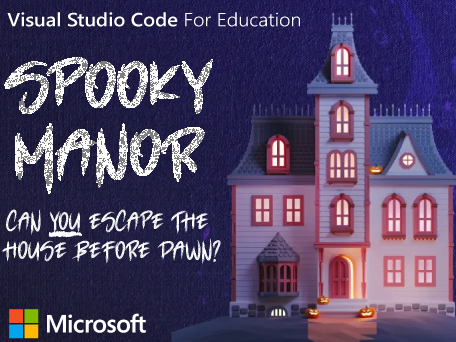 Visual Studio Code For Education
SPOOKY
MANOR
CAN YOU ESCAPE THE
HOUSE BEFORE DAWN?
Microsoft